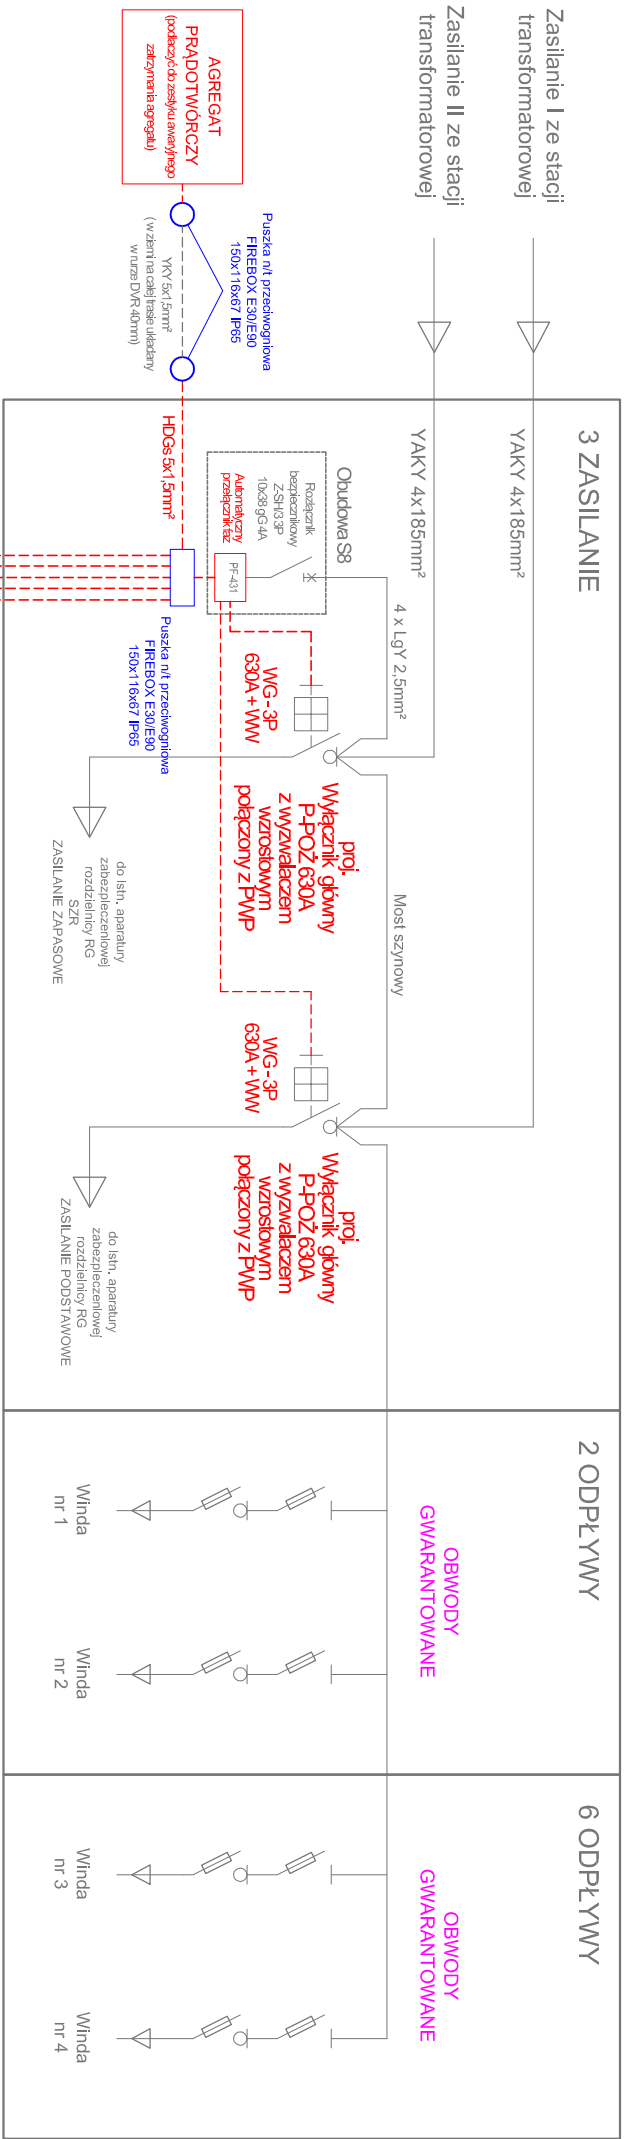 Zasilanie I ze stacji
transformatorowej
Zasilanie II ze stacji
transformatorowej
AGREGAT
PRĄDOTWÓRCZY
(podłączyć do zestyku awaryjnego
zatrzymania agregatu)
Puszka n/t przeciwogniowa
FIREBOX E30/E90
150x116x67 IP65
YKY 5x1,5mm²
( w ziemi na całej trasie układany
w rurze DVR 40mm)
3 ZASILANIE
YAKY 4x185mm²
YAKY 4x185mm²
HDGs 5x1,5mm²
Obudowa S8
Rozłącznik
bezpiecznikowy
Z-SH/3 3P
10x38 gG 4A
Automatyczny
przełącznik faz
PF-431
4 x LgY 2,5mm²
Puszka n/t przeciwogniowa
FIREBOX E30/E90
150x116x67 IP65
WG - 3P
630A + WW
proj.
Wyłącznik główny
P-POŻ 630A
z wyzwalaczem
wzrostowym
połączony z PWP
do istn. aparatury
zabezpieczeniowej
rozdzielnicy RG
SZR
ZASILANIE ZAPASOWE
Most szynowy
WG - 3P
630A + WW
proj.
Wyłącznik główny
P-POŻ 630A
z wyzwalaczem
wzrostowym
połączony z PWP
do istn. aparatury
zabezpieczeniowej
rozdzielnicy RG
ZASILANIE PODSTAWOWE
2 ODPŁYWY
OBWODY
GWARANTOWANE
Winda
nr 1
Winda
nr 2
6 ODPŁYWY
OBWODY
GWARANTOWANE
Winda
nr 3
Winda
nr 4